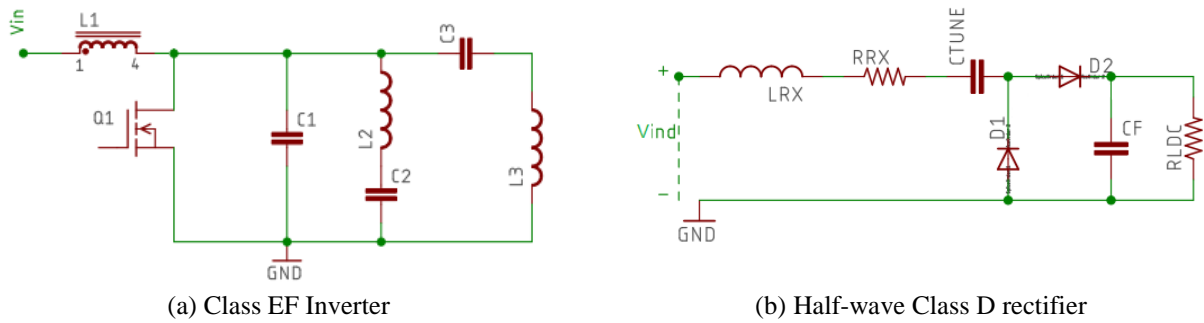 Vin
L1
1
4
Q1
C1
L2
C2
C3
L3
GND
(a) Class EF Inverter
+
Vind
-
GND
LRX
RRX
CTUNE
D1
D2
CF
RLDC
(b) Half-wave Class D rectifier